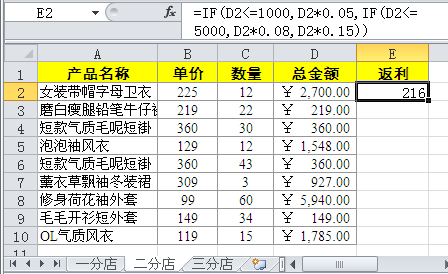 E2 fx =IF(D2<=1000,D2*0.05,IF(D2<=
5000,D2*0.08,D2*0.15))
A B C D E
1 产品名称 单价 数量 总金额 返利
2 女装带帽字母卫衣 225 12 ￥ 2,700.00 216
3 磨白瘦腿铅笔牛仔裤 219 22 ￥ 219.00
4 短款气质毛呢短褂 360 30 ￥ 360.00
5 泡泡袖风衣 129 12 ￥ 1,548.00
6 短款气质毛呢短褂 360 43 ￥ 360.00
7 薰衣草飘袖冬装裙 309 3 ￥ 927.00
8 修身荷花袖外套 99 60 ￥ 5,940.00
9 毛毛开衫短外套 149 34 ￥ 149.00
10 OL气质风衣 119 15 ￥ 1,785.00
11
一分店 二分店 三分店